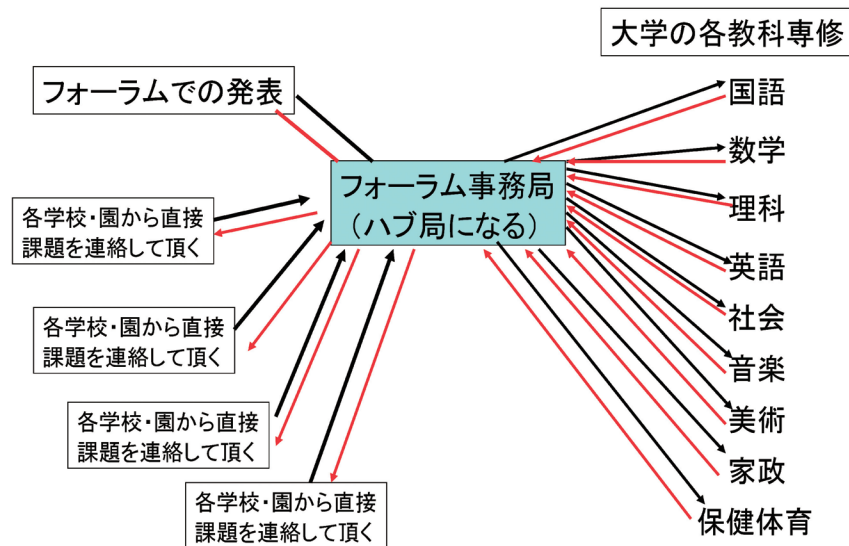 大学の各教科専修
フォーラムでの発表
国語
数学
フォーラム事務局
(ハブ局になる)
理科
各学校・園から直接
課題を連絡して頂く
英語
社会
各学校・園から直接
課題を連絡して頂く
音楽
美術
各学校・園から直接
課題を連絡して頂く
家政
各学校・園から直接
課題を連絡して頂く
保健体育